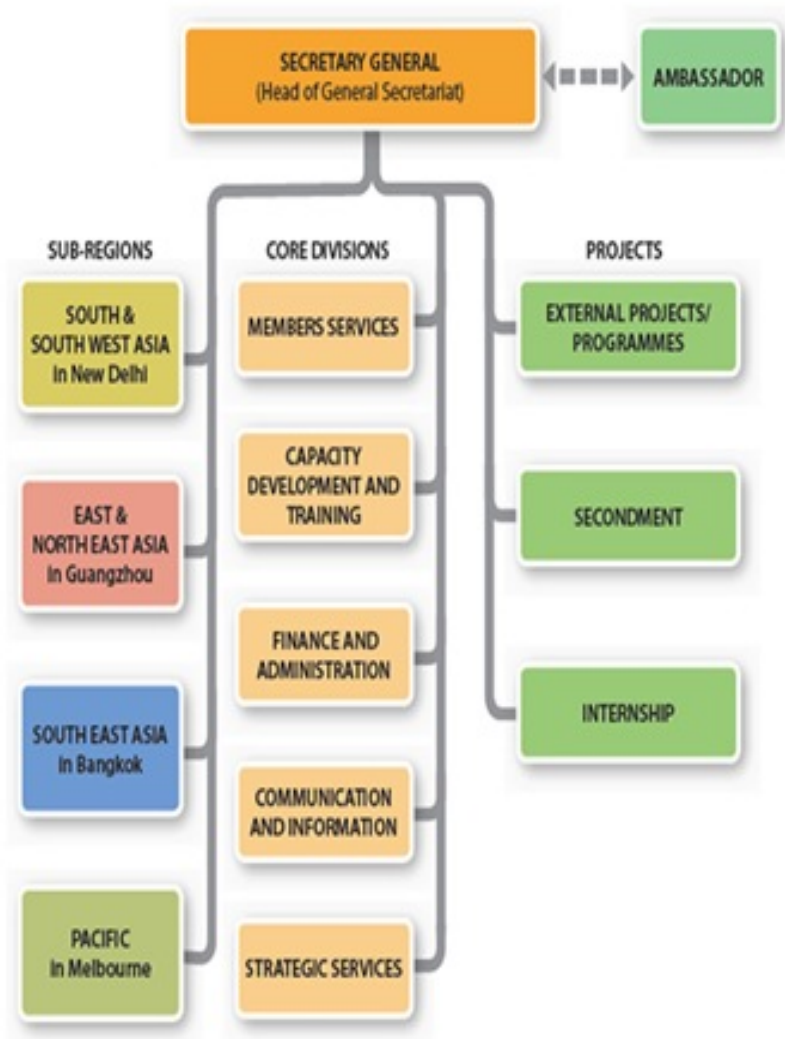 SECRETARY GENERAL
(Head of General Secretariat)
AMBASSADOR
SUB-REGIONS
SOUTH &
SOUTH WEST ASIA
in New Delhi
EAST &
NORTH EAST ASIA
in Guangzhou
SOUTH EAST ASIA
in Bangkok
PACIFIC
in Melbourne
CORE DIVISIONS
MEMBERS SERVICES
CAPACITY
DEVELOPMENT AND
TRAINING
FINANCE AND
ADMINISTRATION
COMMUNICATION
AND INFORMATION
STRATEGIC SERVICES
PROJECTS
EXTERNAL PROJECTS/
PROGRAMMES
SECONDMENT
INTERNSHIP